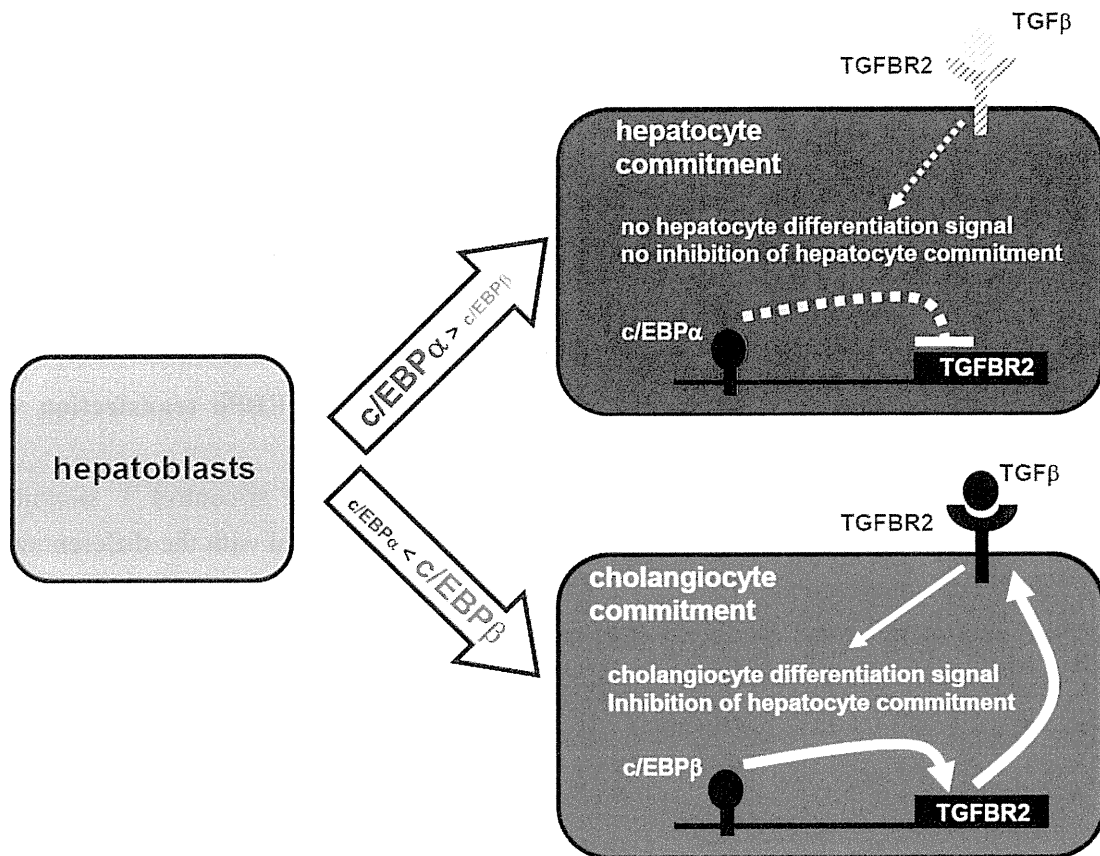 TGFβ
TGFBR2
hepatocyte
commitment
no hepatocyte differentiation signal
no inhibition of hepatocyte commitment
c/EBPα
TGFBR2
c/EBPα > c/EBPβ
hepatoblasts
c/EBPα < c/EBPβ
TGFβ
TGFBR2
cholangiocyte
commitment
cholangiocyte differentiation signal
Inhibition of hepatocyte commitment
c/EBPβ
TGFBR2